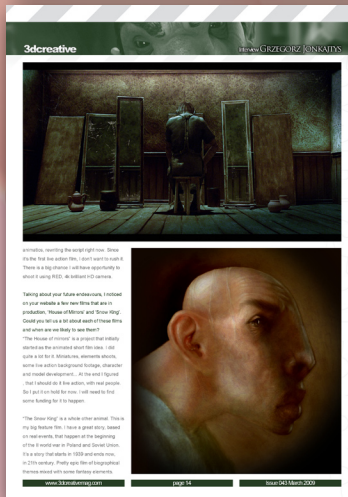 3dcreative
Interview GRZEGORZ JONKAJTYS
animatics, rewriting the script right now. Since
it's the first live action film, I don't want to rush it.
There is a big chance I will have opportunity to
shoot it using RED, 4k brilliant HD camera.
Talking about your future endeavours, I noticed
on your website a few new films that are in
production, 'House of Mirrors' and 'Snow King'.
Could you tell us a bit about each of these films
and when are we likely to see them?
"The House of mirrors" is a project that initially
started as the animated short film idea. I did
quite a lot for it. Miniatures, elements shoots,
some live action background footage, character
and model development... At the end I figured
, that I should do it live action, with real people.
So I put it on hold for now. I will need to find
some funding for it to happen.
"The Snow King" is a whole other animal. This is
my big feature film. I have a great story, based
on real events, that happen at the beginning
of the II world war in Poland and Soviet Union.
It's a story that starts in 1939 and ends now,
in 21th century. Pretty epic film of biographical
themes mixed with some fantasy elements.
www.3dcreativemag.com
page 14
Issue 043 March 2009